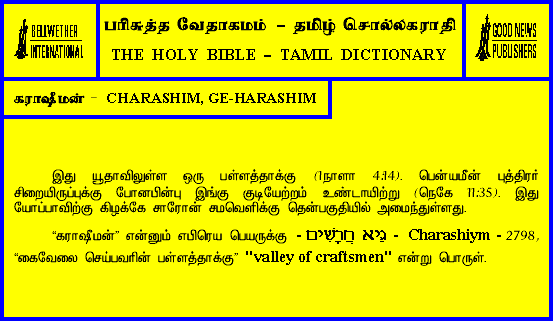 BELLWETHER
INTERNATIONAL
பரிசுத்த வேதாகமம் – தமிழ் சொல்லகராதி
THE HOLY BIBLE – TAMIL DICTIONARY
GOOD NEWS
PUBLISHERS
கராஷீமன் – CHARASHIM, GE-HARASHIM
இது யூதாவிலுள்ள ஒரு பள்ளத்தாக்கு (1நாளா 4:14). பென்யமீன் புத்திரர்
சிறையிருப்புக்கு போனபின்பு இங்கு குடியேற்றம் உண்டாயிற்று (நெகே 11:35). இது
யோப்பாவிற்கு கிழக்கே சாரோன் சமவெளிக்கு தென்பகுதியில் அமைந்துள்ளது.
“கராஷீமன்” என்னும் எபிரெய பெயருக்கு - גַּיא חֲרָשִׁים - Charashiym - 2798,
“கைவேலை செய்பவரின் பள்ளத்தாக்கு” "valley of craftsmen" என்று பொருள்.